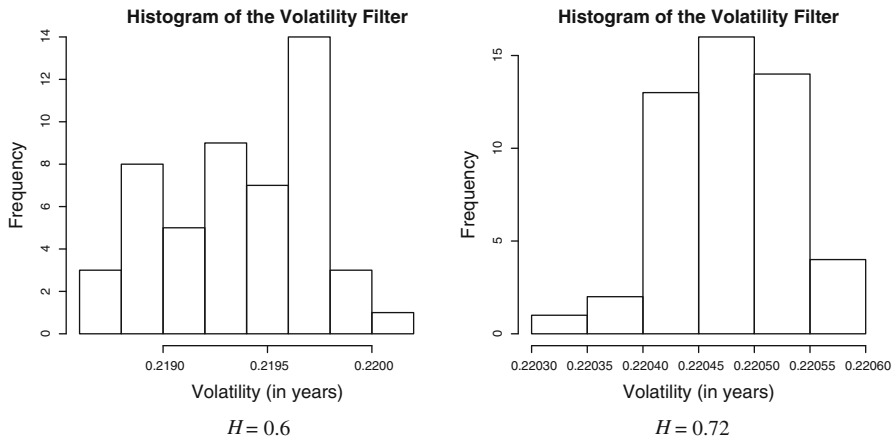 Histogram of the Volatility Filter
Frequency
14
12
10
8
6
4
2
0
0.2190 0.2195 0.2200
Volatility (in years)
H = 0.6
Histogram of the Volatility Filter
Frequency
15
10
5
0
0.22030 0.22035 0.22040 0.22045 0.22050 0.22055 0.22060
Volatility (in years)
H = 0.72